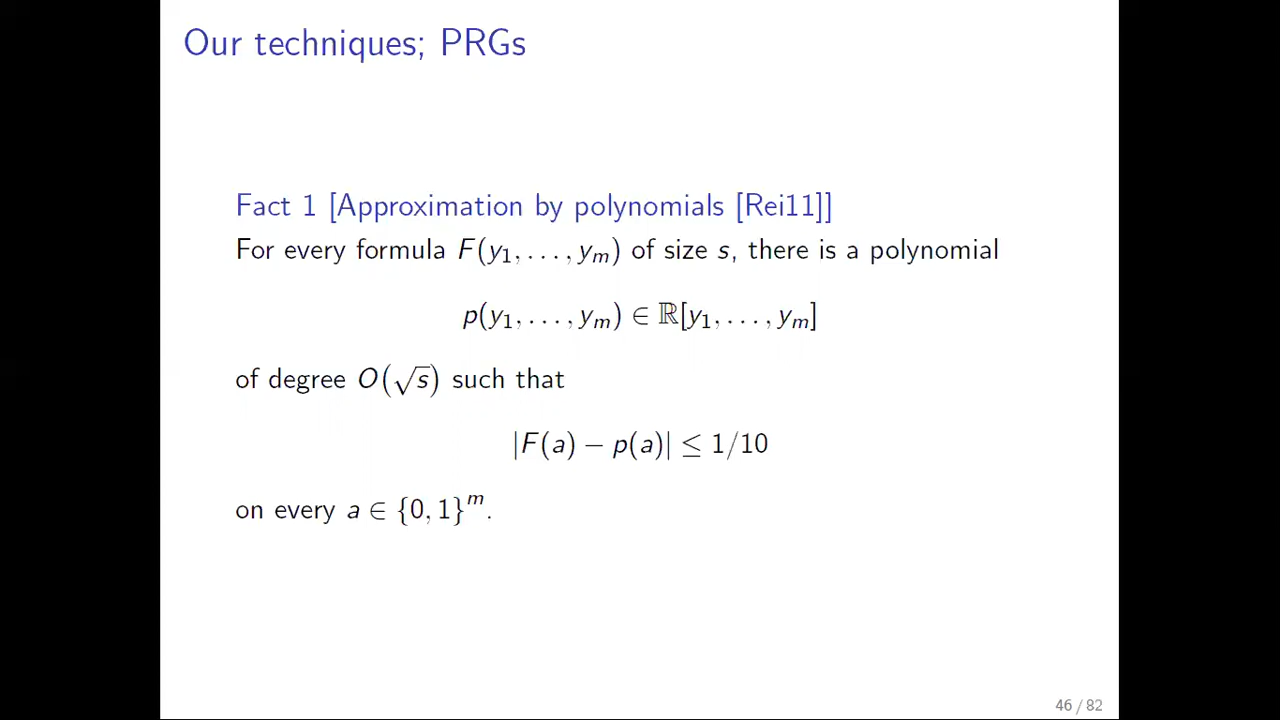 Our techniques; PRGs
Fact 1 [Approximation by polynomials [Rei11]]
For every formula F(y₁, . . . , yₘ) of size s, there is a polynomial
p(y₁, . . . , yₘ) ∈ ℝ[y₁, . . . , yₘ]
of degree O(√s) such that
|F(a) − p(a)| ≤ 1/10
on every a ∈ {0, 1}ᵐ.
46 / 82